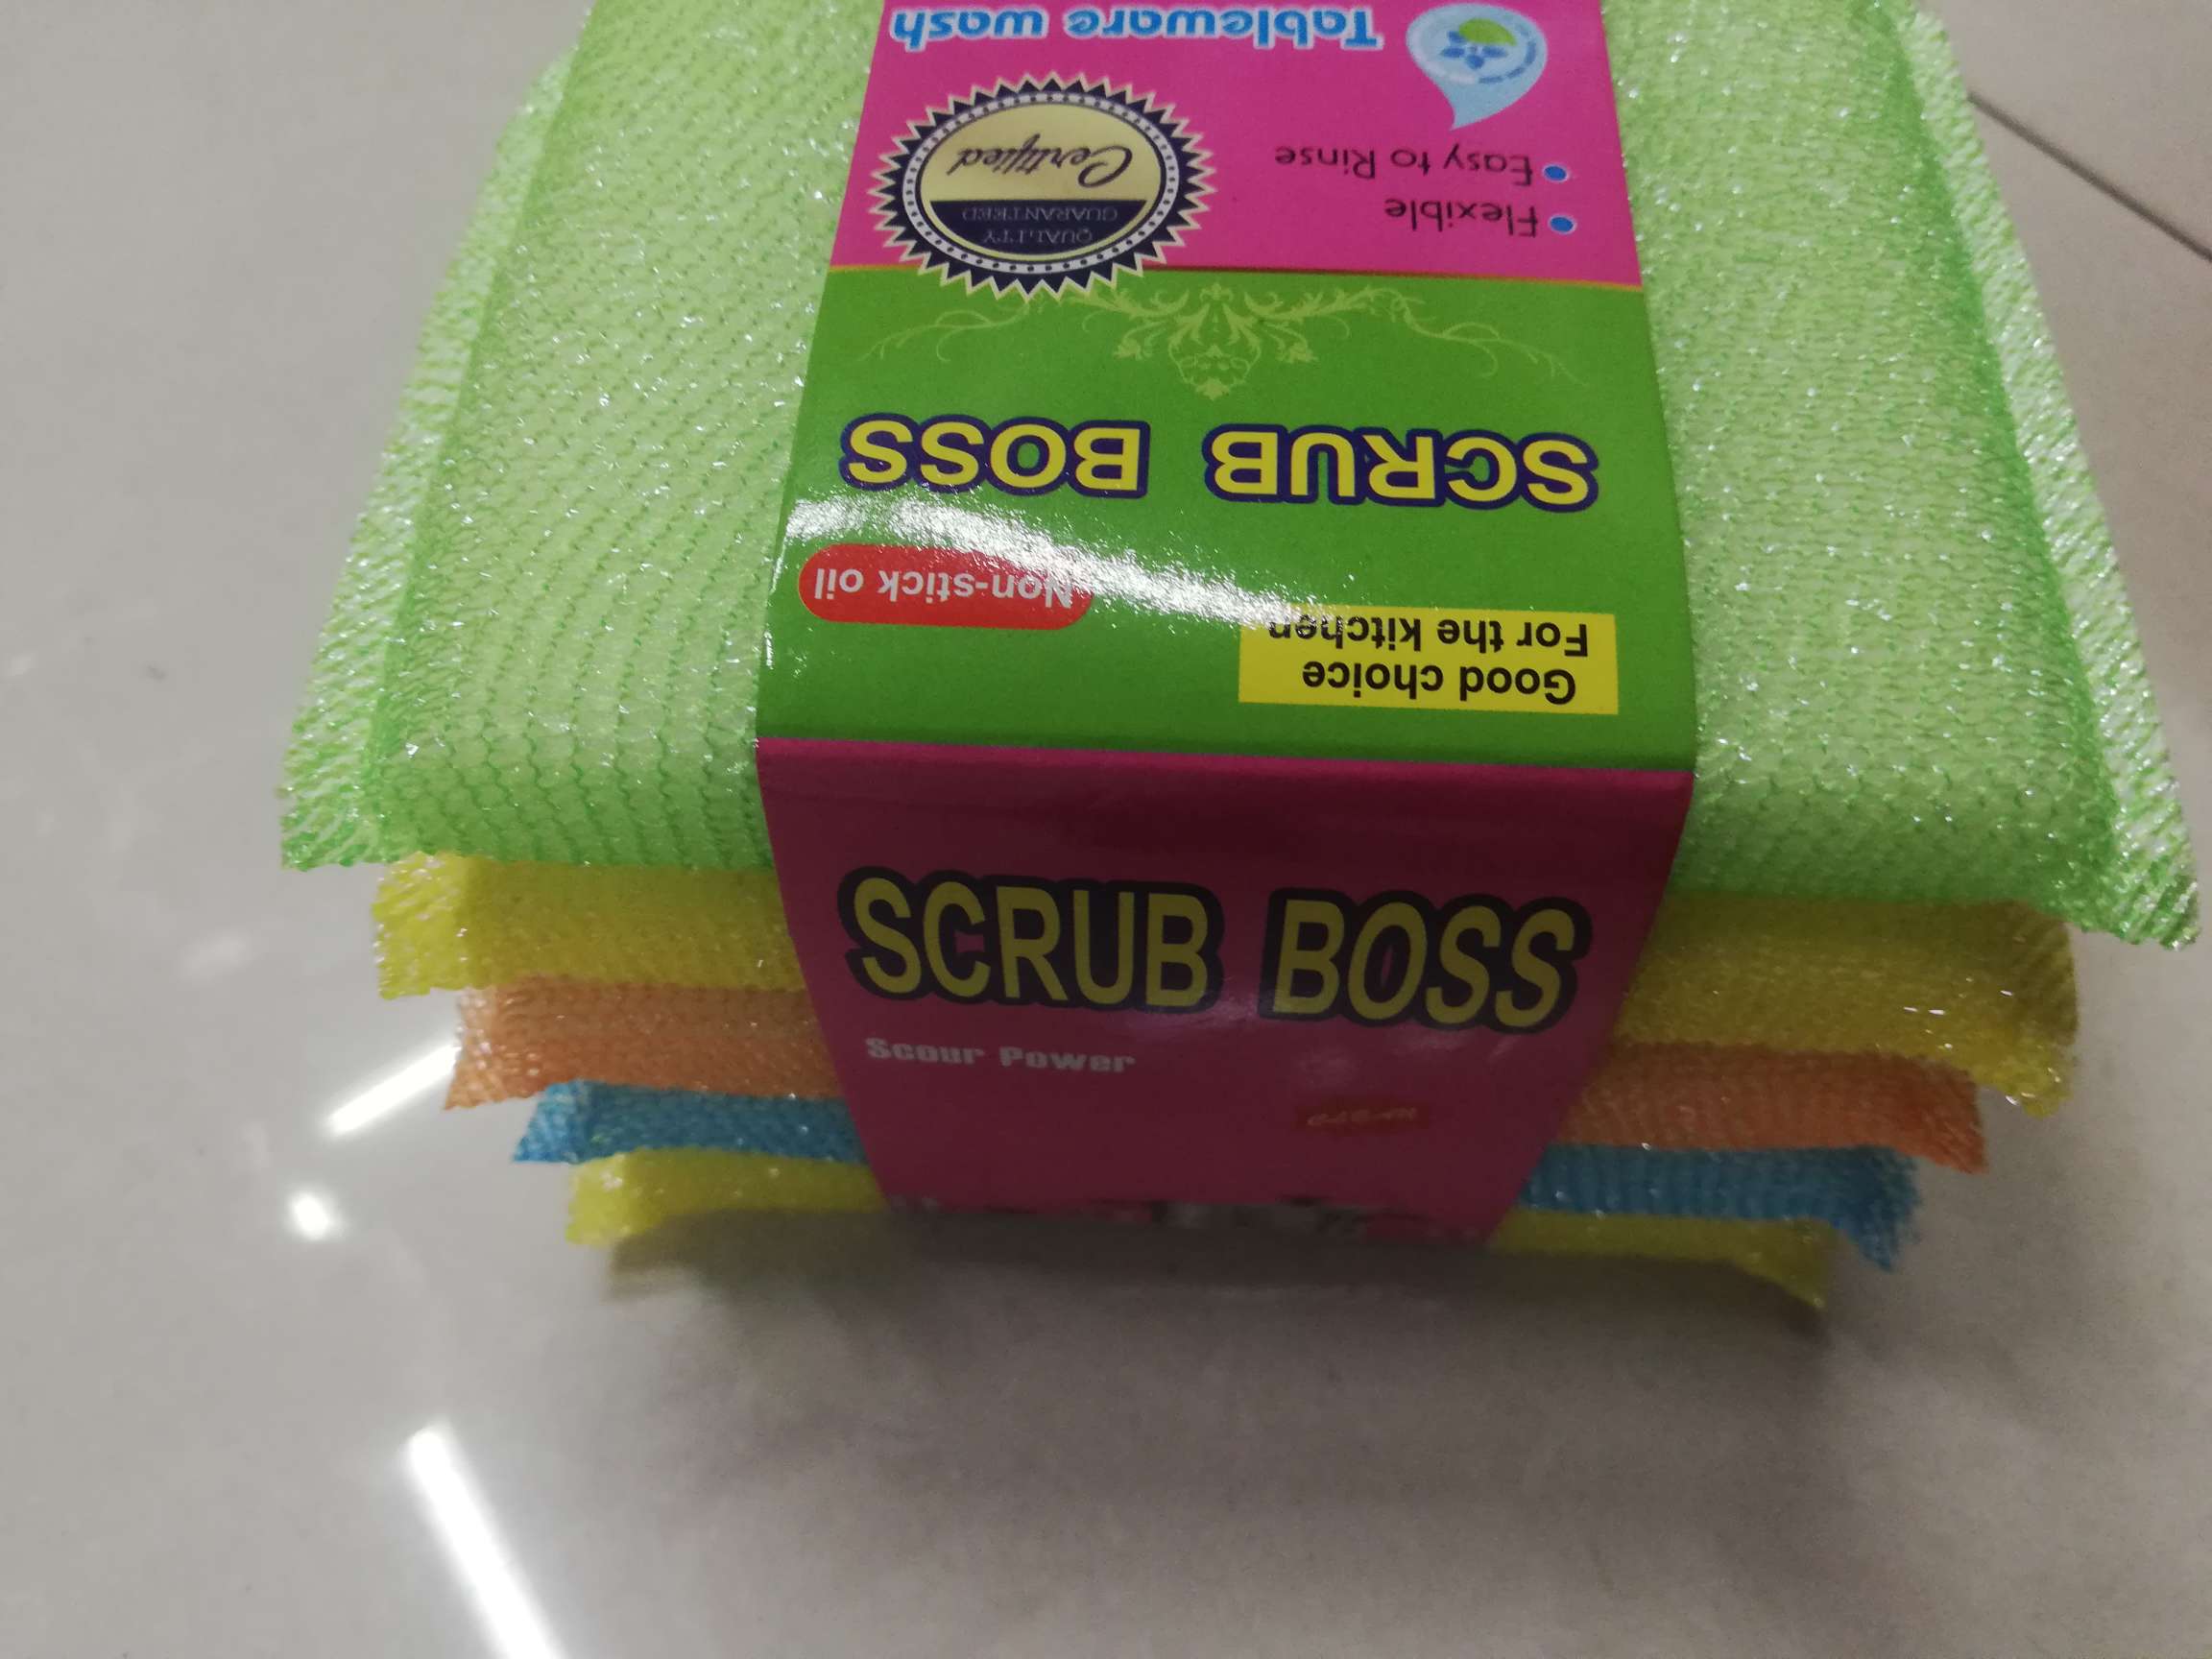 Good choice
For the kitchen
Non-stick oil
SCRUB BOSS
Flexible
Easy to Rinse
QUALITY
GUARANTEED
Certified
Tableware wash
SCRUB BOSS
Scour Power